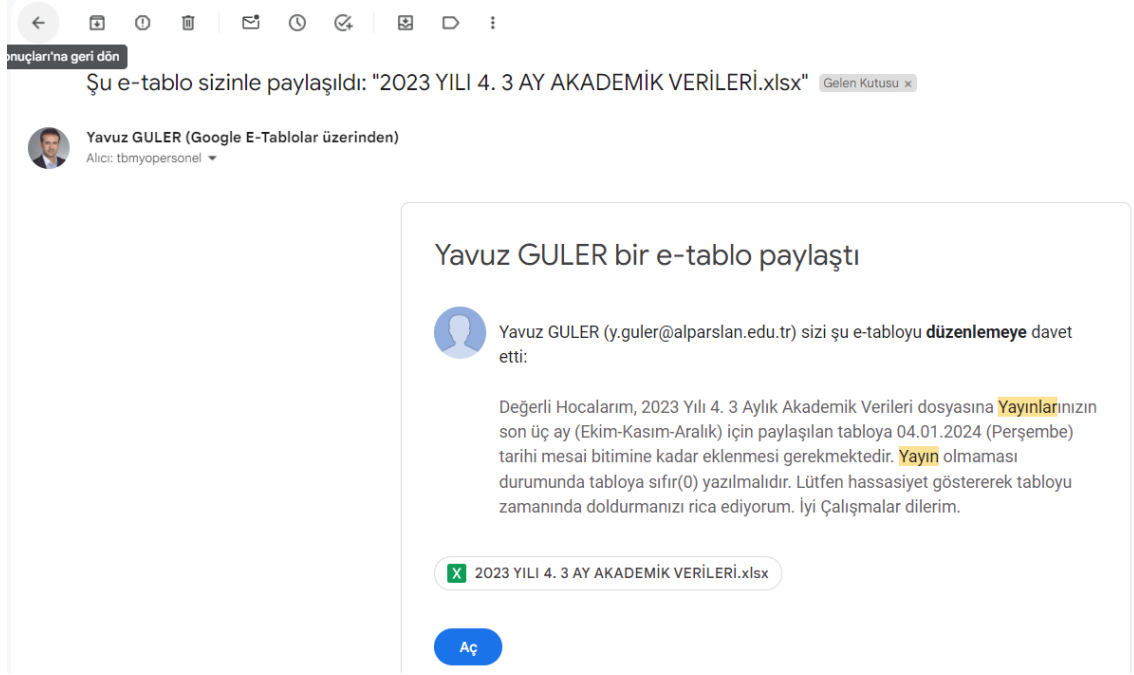 onuçları'na geri dön
Şu e-tablo sizinle paylaşıldı: "2023 YILI 4. 3 AY AKADEMİK VERİLERİ.xlsx" Gelen Kutusu ×
Yavuz GULER (Google E-Tablolar üzerinden)
Alıcı: tbmyopersonel
Yavuz GULER bir e-tablo paylaştı
Yavuz GULER (y.guler@alparslan.edu.tr) sizi şu e-tabloyu düzenlemeye davet
etti:
Değerli Hocalarım, 2023 Yılı 4. 3 Aylık Akademik Verileri dosyasına Yayınlarınızın
son üç ay (Ekim-Kasım-Aralık) için paylaşılan tabloya 04.01.2024 (Perşembe)
tarihi mesai bitimine kadar eklenmesi gerekmektedir. Yayın olmaması
durumunda tabloya sıfır(0) yazılmalıdır. Lütfen hassasiyet göstererek tabloyu
zamanında doldurmanızı rica ediyorum. İyi Çalışmalar dilerim.
X 2023 YILI 4. 3 AY AKADEMİK VERİLERİ.xlsx
Aç